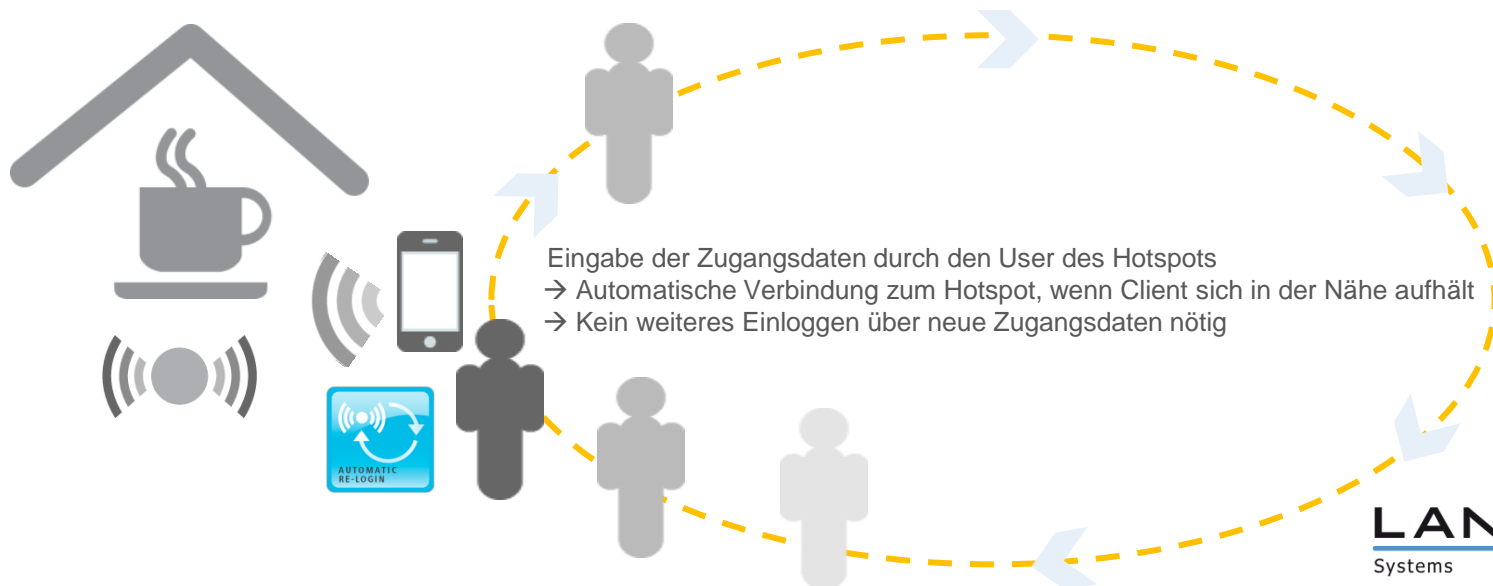 Eingabe der Zugangsdaten durch den User des Hotspots
→ Automatische Verbindung zum Hotspot, wenn Client sich in der Nähe aufhält
→ Kein weiteres Einloggen über neue Zugangsdaten nötig
AUTOMATIC
RE-LOGIN
LAN
Systems